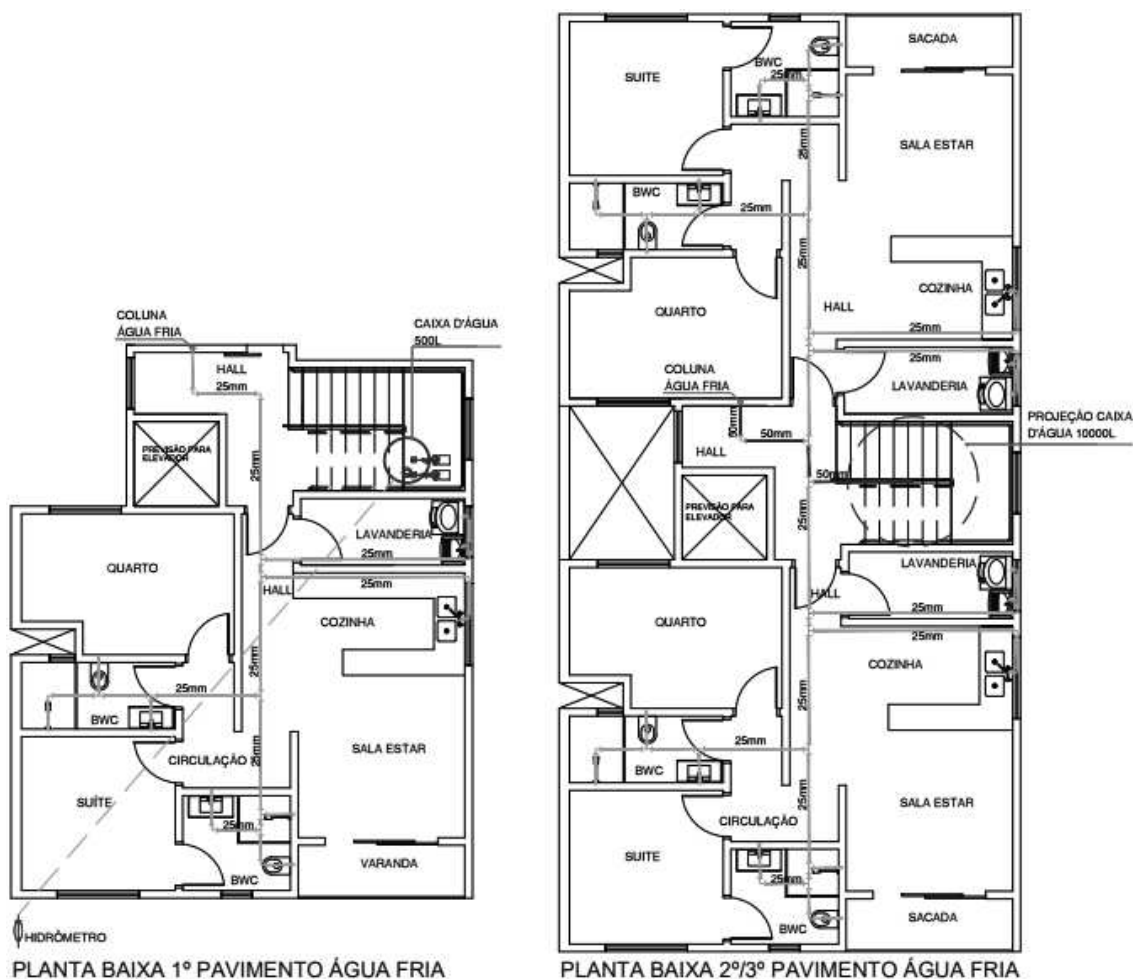 COLUNA
ÁGUA FRIA
HALL
25mm
CAIXA D'ÁGUA
500L
PREVISÃO PARA
ELEVADOR
25mm
LAVANDERIA
25mm
QUARTO
HALL
25mm
COZINHA
25mm
25mm
BWC
CIRCULAÇÃO
25mm
SALA ESTAR
SUÍTE
25mm
VARANDA
BWC
HIDRÔMETRO
PLANTA BAIXA 1º PAVIMENTO ÁGUA FRIA
SACADA
SUITE
BWC
25mm
25mm
SALA ESTAR
BWC
25mm
25mm
COZINHA
QUARTO
HALL
25mm
25mm
COLUNA
ÁGUA FRIA
LAVANDERIA
50mm
50mm
HALL
PROJEÇÃO CAIXA
D'ÁGUA 10000L
50mm
PREVISÃO PARA
ELEVADOR
25mm
LAVANDERIA
HALL
25mm
QUARTO
25mm
COZINHA
25mm
25mm
BWC
25mm
SALA ESTAR
CIRCULAÇÃO
SUITE
25mm
BWC
SACADA
PLANTA BAIXA 2º/3º PAVIMENTO ÁGUA FRIA